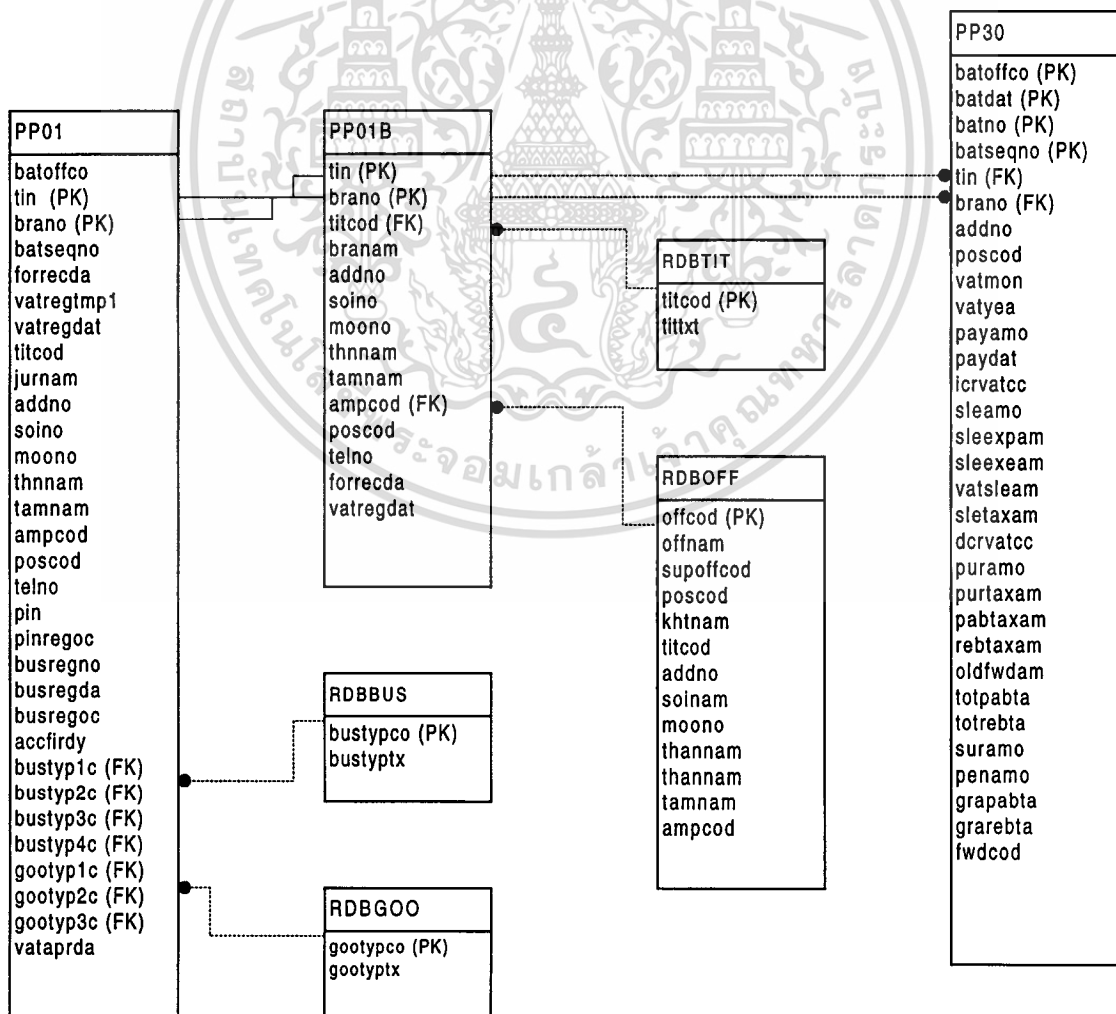 PP01
batoffco
tin (PK)
brano (PK)
batseqno
forrecda
vatregtmp1
vatregdat
titcod
jurnam
addno
soino
moono
thnnam
tamnam
ampcod
poscod
telno
pin
pinregoc
busregno
busregda
busregoc
accfirdy
bustyp1c (FK)
bustyp2c (FK)
bustyp3c (FK)
bustyp4c (FK)
gootyp1c (FK)
gootyp2c (FK)
gootyp3c (FK)
vataprda
PP01B
tin (PK)
brano (PK)
titcod (FK)
branam
addno
soino
moono
thnnam
tamnam
ampcod (FK)
poscod
telno
forrecda
vatregdat
RDBBUS
bustypco (PK)
bustyptx
RDBGOO
gootypco (PK)
gootyptx
RDBTIT
titcod (PK)
tittxt
RDBOFF
offcod (PK)
offnam
supoffcod
poscod
khtnam
titcod
addno
soinam
moono
thannam
thannam
tamnam
ampcod
PP30
batoffco (PK)
batdat (PK)
batno (PK)
batseqno (PK)
tin (FK)
brano (FK)
addno
poscod
vatmon
vatyea
payamo
paydat
icrvatcc
sleamo
sleexpam
sleexeam
vatsleam
sletaxam
dcrvatcc
puramo
purtaxam
pabtaxam
rebtaxam
oldfwdam
totpabta
totrebta
suramo
penamo
grapabta
grarebta
fwdcod